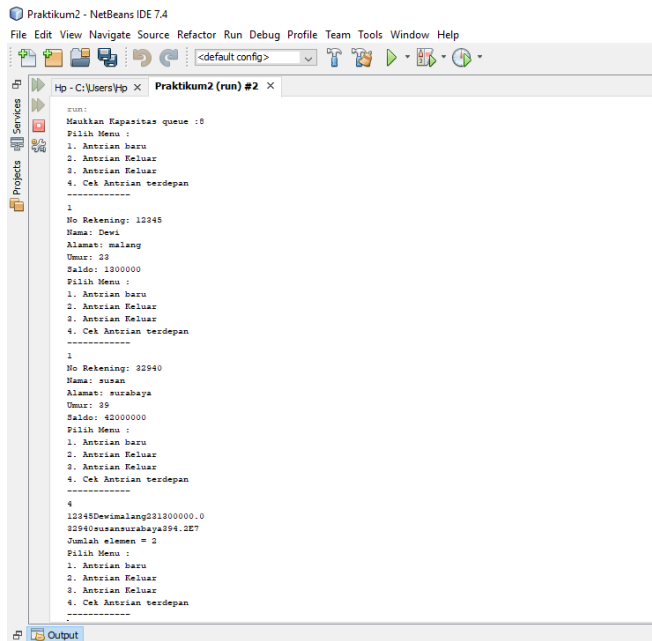 Praktikum2 - NetBeans IDE 7.4
File Edit View Navigate Source Refactor Run Debug Profile Team Tools Window Help
<default config>
Hp - C:\Users\Hp × Praktikum2 (run) #2 ×
Services
Projects
run:
Maukkan Kapasitas queue :8
Pilih Menu :
1. Antrian baru
2. Antrian Keluar
3. Antrian Keluar
4. Cek Antrian terdepan
------------
1
No Rekening: 12345
Nama: Dewi
Alamat: malang
Umur: 23
Saldo: 1300000
Pilih Menu :
1. Antrian baru
2. Antrian Keluar
3. Antrian Keluar
4. Cek Antrian terdepan
------------
1
No Rekening: 32940
Nama: susan
Alamat: surabaya
Umur: 39
Saldo: 42000000
Pilih Menu :
1. Antrian baru
2. Antrian Keluar
3. Antrian Keluar
4. Cek Antrian terdepan
------------
4
12345Dewimalang231300000.0
32940susansurabaya394.2E7
Jumlah elemen = 2
Pilih Menu :
1. Antrian baru
2. Antrian Keluar
3. Antrian Keluar
4. Cek Antrian terdepan
------------
Output